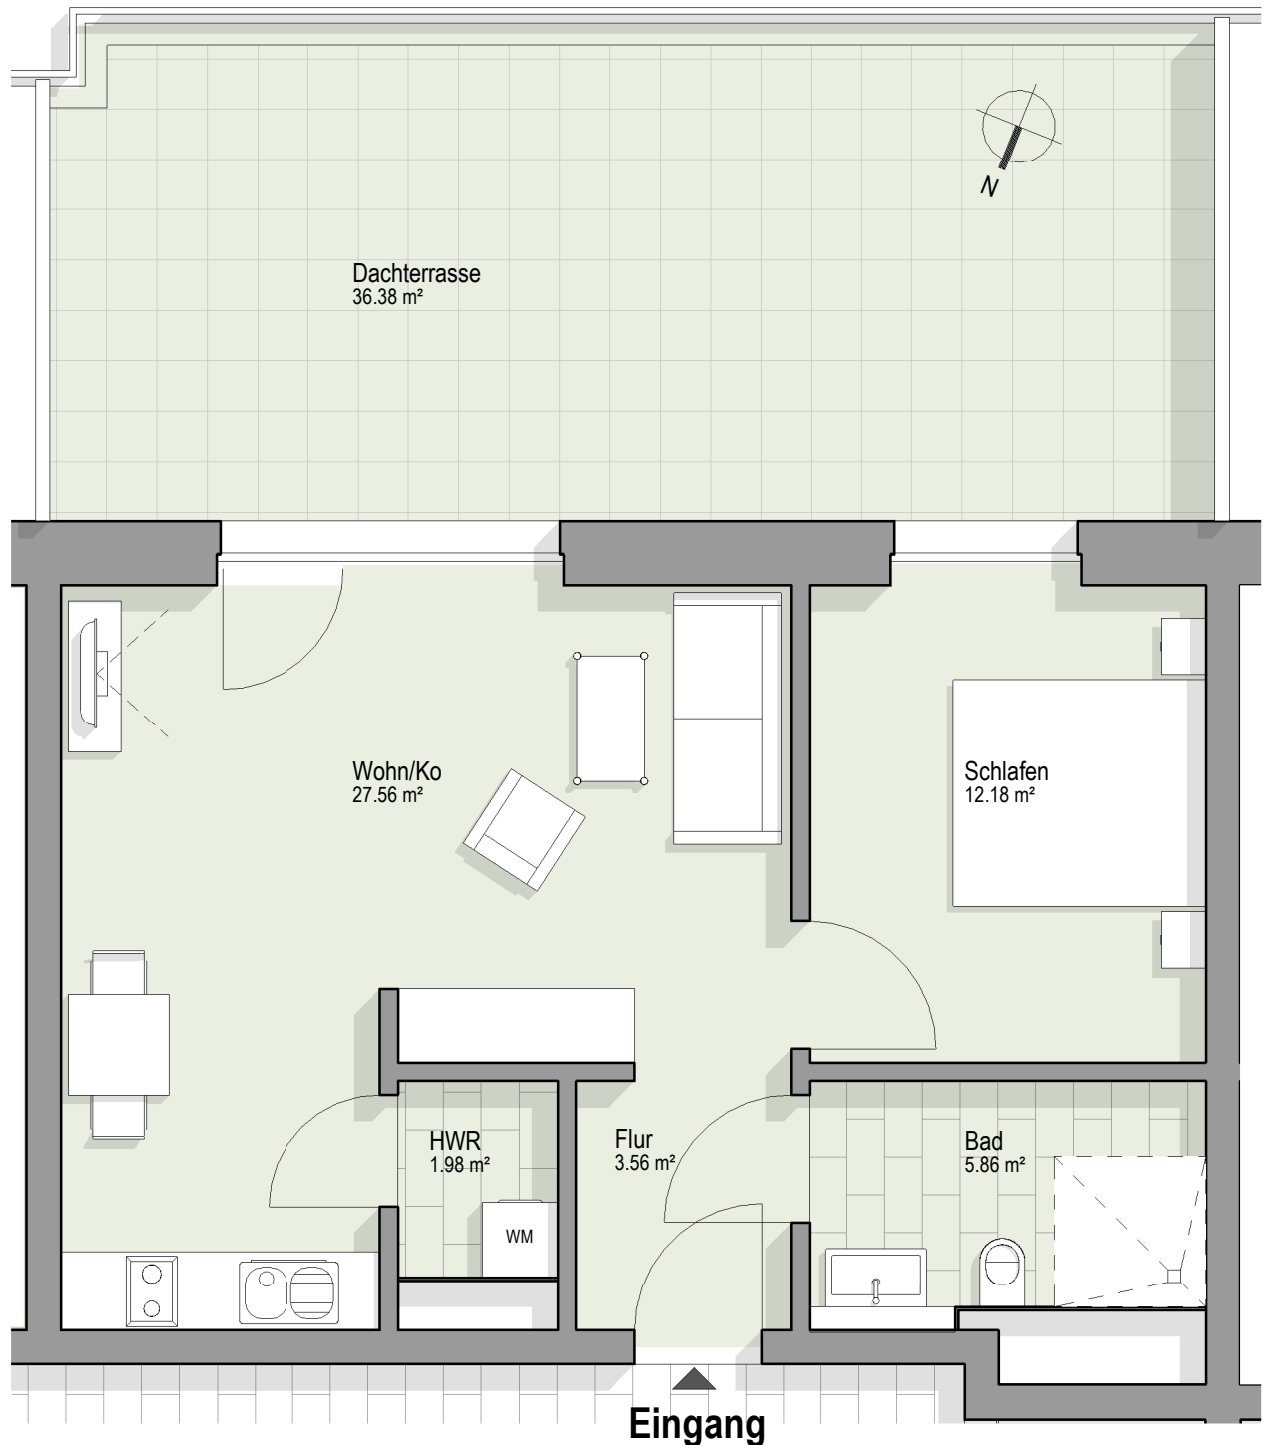 N
Dachterrasse
36.38 m²
Wohn/Ko
27.56 m²
Schlafen
12.18 m²
HWR
1.98 m²
Flur
3.56 m²
Bad
5.86 m²
WM
Eingang